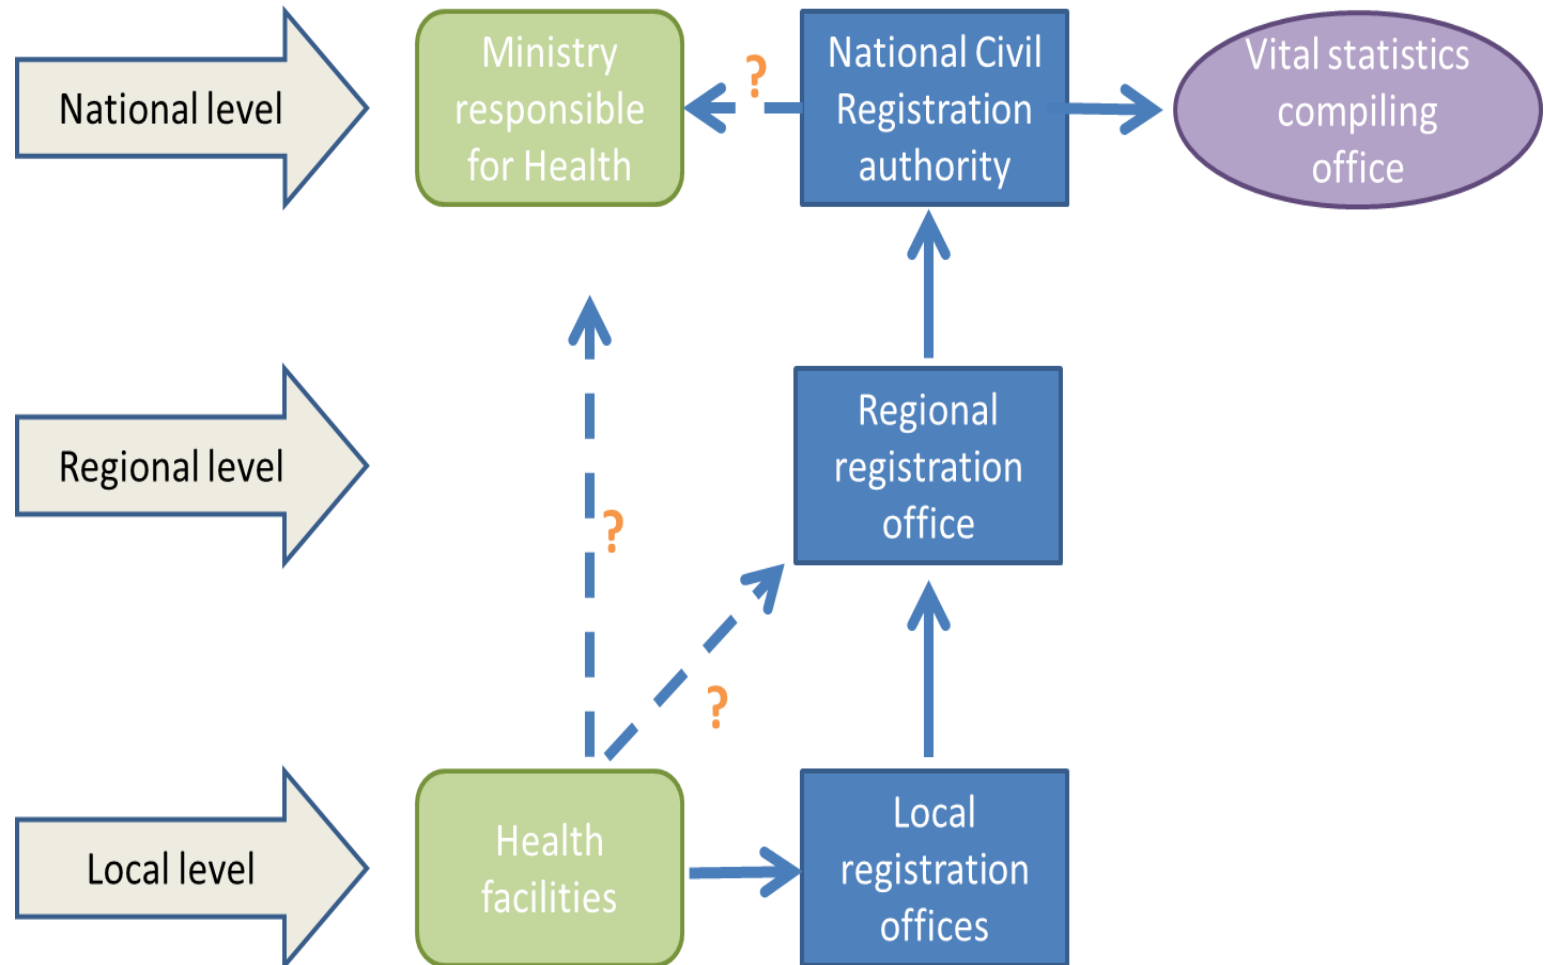 National level
Ministry
responsible
for Health
?
National Civil
Registration
authority
Vital statistics
compiling
office
Regional level
?
Regional
registration
office
?
Local level
Health
facilities
Local
registration
offices